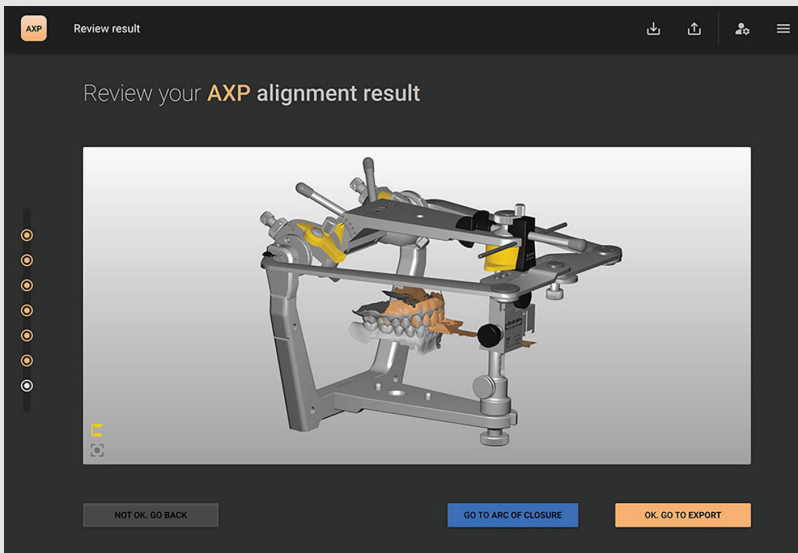 AXP
Review result
Review your AXP alignment result
NOT OK. GO BACK
GO TO ARC OF CLOSURE
OK. GO TO EXPORT